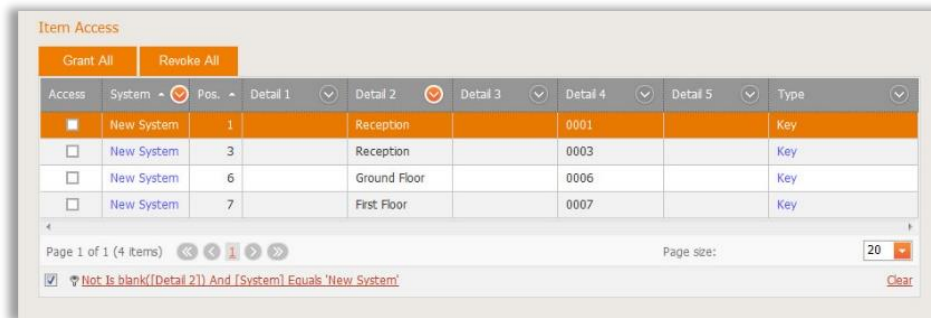 Item Access
Grant All Revoke All
Access System Pos. Detail 1 Detail 2 Detail 3 Detail 4 Detail 5 Type
New System 1 Reception 0001 Key
New System 3 Reception 0003 Key
New System 6 Ground Floor 0006 Key
New System 7 First Floor 0007 Key
Page 1 of 1 (4 items) 1 Page size: 20
Not Is blank([Detail 2]) And [System] Equals 'New System' Clear